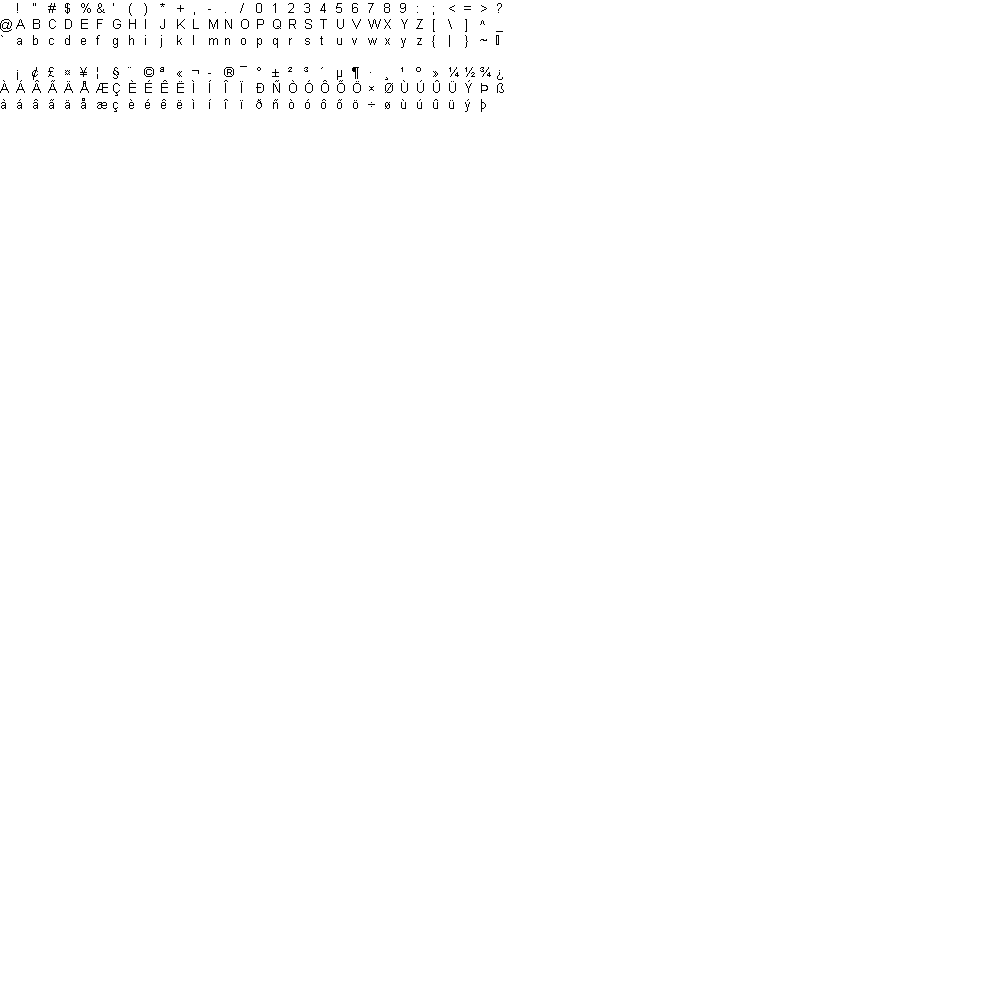 ! " # $ % & ' ( ) * + , - . / 0 1 2 3 4 5 6 7 8 9 : ; < = > ?
@ A B C D E F G H I J K L M N O P Q R S T U V W X Y Z [ \ ] ^ _
` a b c d e f g h i j k l m n o p q r s t u v w x y z { | } ~ ▯
¡ ¢ £ ¤ ¥ ¦ § ¨ © ª « ¬ - ® ¯ ° ± ² ³ ´ µ ¶ · ¸ ¹ º » ¼ ½ ¾ ¿
À Á Â Ã Ä Å Æ Ç È É Ê Ë Ì Í Î Ï Ð Ñ Ò Ó Ô Õ Ö × Ø Ù Ú Û Ü Ý Þ ß
à á â ã ä å æ ç è é ê ë ì í î ï ð ñ ò ó ô õ ö ÷ ø ù ú û ü ý þ